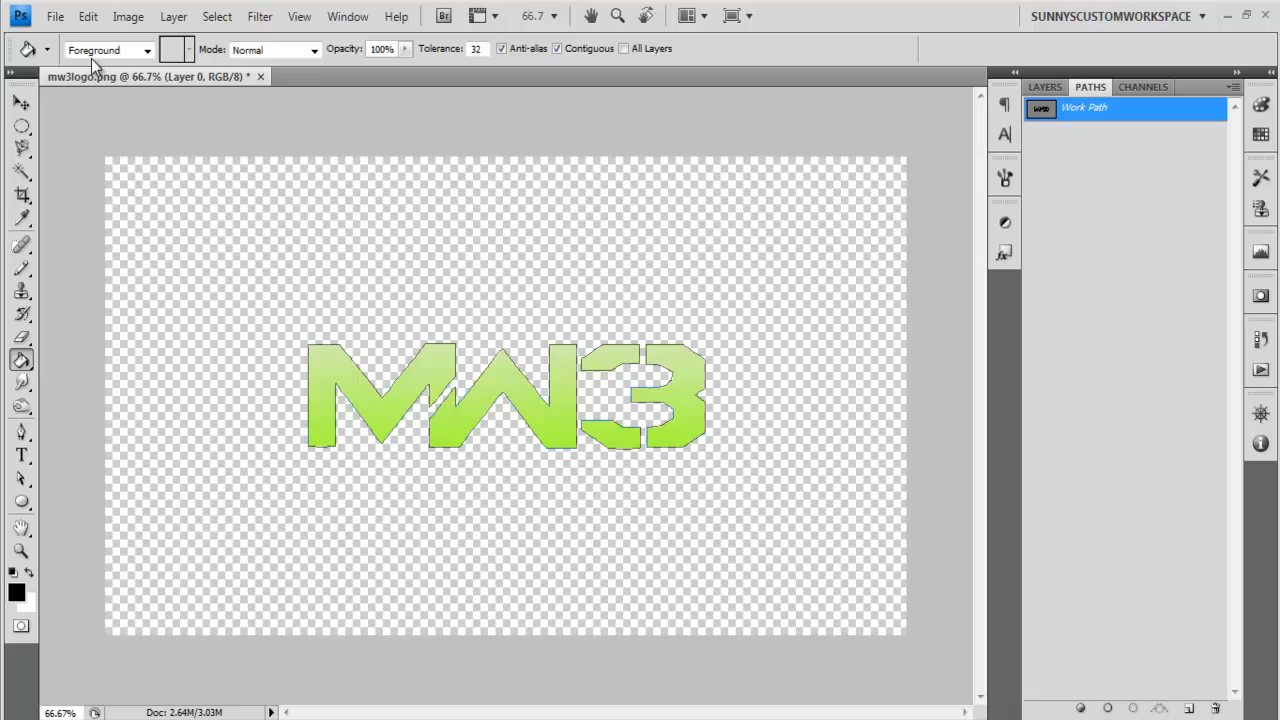 Ps File Edit Image Layer Select Filter View Window Help Br 66.7 SUNNYSCUSTOMWORKSPACE
Foreground Mode: Normal Opacity: 100% Tolerance: 32 Anti-alias Contiguous All Layers
mw3logo.png @ 66.7% (Layer 0, RGB/8) *
LAYERS PATHS CHANNELS
Work Path
MW3
66.67% Doc: 2.64M/3.03M